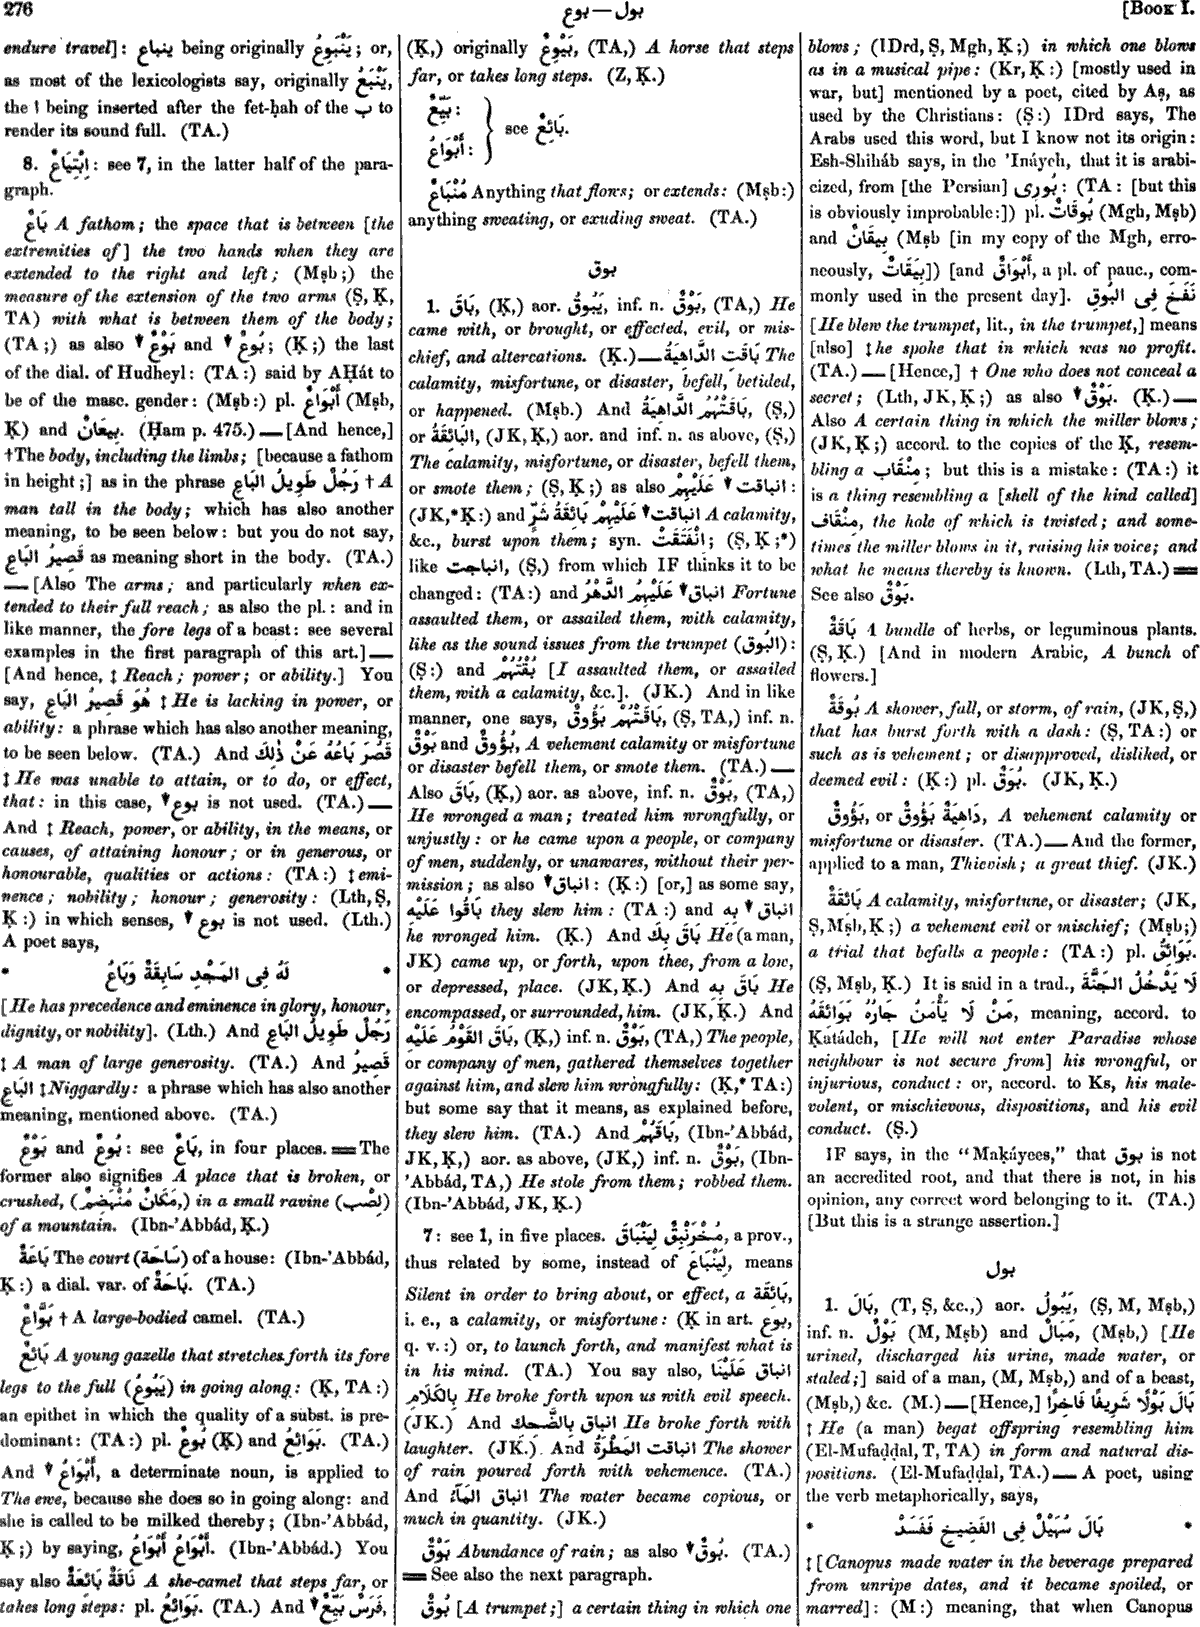 276
بوع — بول
[BOOK I.
endure travel]: ينباع being originally يَنْبَوِعُ; or,
as most of the lexicologists say, originally يَنْبَعُ,
the ا being inserted after the fet-ḥah of the ب to
render its sound full. (TA.)
8. اِبْتِيَاعٌ: see 7, in the latter half of the para-
graph.
بَاعٌ A fathom; the space that is between [the
extremities of] the two hands when they are
extended to the right and left; (Mṣb;) the
measure of the extension of the two arms (Ṣ, Ḳ,
TA) with what is between them of the body;
(TA;) as also ▼ بَوْعٌ and ▼ بُوعٌ; (Ḳ;) the last
of the dial. of Hudheyl: (TA:) said by AḤát to
be of the masc. gender: (Mṣb:) pl. أَبْوَاعٌ (Mṣb,
Ḳ) and بِيعَانٌ. (Ḥam p. 475.) — [And hence,]
†The body, including the limbs; [because a fathom
in height;] as in the phrase رَجُلٌ طَوِيلُ البَاعِ † A
man tall in the body; which has also another
meaning, to be seen below: but you do not say,
قَصِيرُ البَاعِ as meaning short in the body. (TA.)
— [Also The arms; and particularly when ex-
tended to their full reach; as also the pl.: and in
like manner, the fore legs of a beast: see several
examples in the first paragraph of this art.] —
[And hence, ‡ Reach; power; or ability.] You
say, هُوَ قَصِيرُ البَاعِ ‡ He is lacking in power, or
ability: a phrase which has also another meaning,
to be seen below. (TA.) And قَصُرَ بَاعُهُ عَنْ ذٰلِكَ
‡ He was unable to attain, or to do, or effect,
that: in this case, ▼ بوع is not used. (TA.) —
And ‡ Reach, power, or ability, in the means, or
causes, of attaining honour; or in generous, or
honourable, qualities or actions: (TA:) ‡ emi-
nence; nobility; honour; generosity: (Lth, Ṣ,
Ḳ:) in which senses, ▼ بوع is not used. (Lth.)
A poet says,
* لَهُ فِى المَجْدِ سَابِقَةٌ وَبَاعُ *
[He has precedence and eminence in glory, honour,
dignity, or nobility]. (Lth.) And رَجُلٌ طَوِيلُ البَاعِ
‡ A man of large generosity. (TA.) And قَصِيرُ
البَاعِ ‡ Niggardly: a phrase which has also another
meaning, mentioned above. (TA.)
بَوْعٌ and بُوعٌ: see بَاعٌ, in four places. = The
former also signifies A place that is broken, or
crushed, (مَكَانٌ مُنْهَضِمٌ,) in a small ravine (لِصْب)
of a mountain. (Ibn-'Abbád, Ḳ.)
بَاعَةٌ The court (سَاحَة) of a house: (Ibn-'Abbád,
Ḳ:) a dial. var. of بَاحَةٌ. (TA.)
بَوَّاعٌ † A large-bodied camel. (TA.)
بَائِعٌ A young gazelle that stretches forth its fore
legs to the full (يَبُوعُ) in going along: (Ḳ, TA:)
an epithet in which the quality of a subst. is pre-
dominant: (TA:) pl. بُوعٌ (Ḳ) and بَوَائِعُ. (TA.)
And ▼ أَبْوَاعُ, a determinate noun, is applied to
The ewe, because she does so in going along: and
she is called to be milked thereby; (Ibn-'Abbád,
Ḳ;) by saying, أَبْوَاعُ أَبْوَاعُ. (Ibn-'Abbád.) You
say also نَاقَةٌ بَائِعَةٌ A she-camel that steps far, or
takes long steps: pl. بَوَائِعُ. (TA.) And ▼ فَرَسٌ بَيِّعٌ,
(Ḳ,) originally بَيْوِعٌ, (TA,) A horse that steps
far, or takes long steps. (Z, Ḳ.)
بَيِّعٌ:
see بَائِعٌ.
أَبْوَاعُ:
مُنْبَاعٌ Anything that flows; or extends: (Mṣb:)
anything sweating, or exuding sweat. (TA.)
بوق
1. بَاقَ, (Ḳ,) aor. يَبُوقُ, inf. n. بَوْقٌ, (TA,) He
came with, or brought, or effected, evil, or mis-
chief, and altercations. (Ḳ.) — بَاقَتِ الدَّاهِيَةُ The
calamity, misfortune, or disaster, befell, betided,
or happened. (Mṣb.) And بَاقَتْهُمُ الدَّاهِيَةُ, (Ṣ,)
or البَائِقَةُ, (JK, Ḳ,) aor. and inf. n. as above, (Ṣ,)
The calamity, misfortune, or disaster, befell them,
or smote them; (Ṣ, Ḳ;) as also عَلَيْهِمْ ▼ انباقت:
(JK,* Ḳ:) and عَلَيْهِمْ بَائِقَةُ شَرٍّ ▼ انباقت A calamity,
&c., burst upon them; syn. اِنْفَتَقَتْ; (Ṣ, Ḳ;*)
like انباجت, (Ṣ,) from which IF thinks it to be
changed: (TA:) and عَلَيْهِمُ الدَّهْرُ ▼ انباق Fortune
assaulted them, or assailed them, with calamity,
like as the sound issues from the trumpet (البُوق):
(Ṣ:) and بُقْتُهُمْ [I assaulted them, or assailed
them, with a calamity, &c.]. (JK.) And in like
manner, one says, بَاقَتْهُمْ بَؤُوقٌ, (Ṣ, TA,) inf. n.
بَوْقٌ and بُؤُوقٌ, A vehement calamity or misfortune
or disaster befell them, or smote them. (TA.) —
Also بَاقَ, (Ḳ,) aor. as above, inf. n. بَوْقٌ, (TA,)
He wronged a man; treated him wrongfully, or
unjustly: or he came upon a people, or company
of men, suddenly, or unawares, without their per-
mission; as also ▼ انباق: (Ḳ:) [or,] as some say,
بَاقُوا عَلَيْهِ they slew him: (TA:) and بِهِ ▼ انباق
he wronged him. (Ḳ.) And بَاقَ بِكَ He (a man,
JK) came up, or forth, upon thee, from a low,
or depressed, place. (JK, Ḳ.) And بَاقَ بِهِ He
encompassed, or surrounded, him. (JK, Ḳ.) And
بَاقَ القَوْمُ عَلَيْهِ, (Ḳ,) inf. n. بَوْقٌ, (TA,) The people,
or company of men, gathered themselves together
against him, and slew him wrongfully: (Ḳ,* TA:)
but some say that it means, as explained before,
they slew him. (TA.) And بَاقَهُمْ, (Ibn-'Abbád,
JK, Ḳ,) aor. as above, (JK,) inf. n. بَوْقٌ, (Ibn-
'Abbád, TA,) He stole from them; robbed them.
(Ibn-'Abbád, JK, Ḳ.)
7: see 1, in five places. مُخْرَنْبِقٌ لِيَنْبَاقَ, a prov.,
thus related by some, instead of لِيَنْبَاعَ, means
Silent in order to bring about, or effect, a بَائِقَة,
i. e., a calamity, or misfortune: (Ḳ in art. بوع,
q. v.:) or, to launch forth, and manifest what is
in his mind. (TA.) You say also, انباق عَلَيْنَا
بِالكَلَامِ He broke forth upon us with evil speech.
(JK.) And انباق بِالضَّحِكِ He broke forth with
laughter. (JK.) And انباقت المَطْرَةُ The shower
of rain poured forth with vehemence. (TA.)
And انباق المَآءُ The water became copious, or
much in quantity. (JK.)
بَوْقٌ Abundance of rain; as also ▼ بُوقٌ. (TA.)
= See also the next paragraph.
بُوقٌ [A trumpet;] a certain thing in which one
blows; (IDrd, Ṣ, Mgh, Ḳ;) in which one blows
as in a musical pipe: (Kr, Ḳ:) [mostly used in
war, but] mentioned by a poet, cited by Aṣ, as
used by the Christians: (Ṣ:) IDrd says, The
Arabs used this word, but I know not its origin:
Esh-Shiháb says, in the 'Ináyeh, that it is arabi-
cized, from [the Persian] بُورِى: (TA: [but this
is obviously improbable:]) pl. بُوقَاتٌ (Mgh, Mṣb)
and بِيقَانٌ (Mṣb [in my copy of the Mgh, erro-
neously, بِيَقَاتٌ]) [and أَبْوَاقٌ, a pl. of pauc., com-
monly used in the present day]. نَفَخَ فِى البُوقِ
[He blew the trumpet, lit., in the trumpet,] means
[also] ‡ he spoke that in which was no profit.
(TA.) — [Hence,] † One who does not conceal a
secret; (Lth, JK, Ḳ;) as also ▼ بَوْقٌ. (Ḳ.) —
Also A certain thing in which the miller blows;
(JK, Ḳ;) accord. to the copies of the Ḳ, resem-
bling a مِنْقَاب; but this is a mistake: (TA:) it
is a thing resembling a [shell of the kind called]
مِنْقَاف, the hole of which is twisted; and some-
times the miller blows in it, raising his voice; and
what he means thereby is known. (Lth, TA.) =
See also بَوْقٌ.
بَاقَةٌ A bundle of herbs, or leguminous plants.
(Ṣ, Ḳ.) [And in modern Arabic, A bunch of
flowers.]
بُوقَةٌ A shower, fall, or storm, of rain, (JK, Ṣ,)
that has burst forth with a dash: (Ṣ, TA:) or
such as is vehement; or disapproved, disliked, or
deemed evil: (Ḳ:) pl. بُوَقٌ. (JK, Ḳ.)
بَؤُوقٌ, or دَاهِيَةٌ بَؤُوقٌ, A vehement calamity or
misfortune or disaster. (TA.) — And the former,
applied to a man, Thievish; a great thief. (JK.)
بَائِقَةٌ A calamity, misfortune, or disaster; (JK,
Ṣ, Mṣb, Ḳ;) a vehement evil or mischief; (Mṣb;)
a trial that befalls a people: (TA:) pl. بَوَائِقُ.
(Ṣ, Mṣb, Ḳ.) It is said in a trad., لَا يَدْخُلُ الجَنَّةَ
مَنْ لَا يَأْمَنُ جَارُهُ بَوَائِقَهُ, meaning, accord. to
Ḳatádeh, [He will not enter Paradise whose
neighbour is not secure from] his wrongful, or
injurious, conduct: or, accord. to Ks, his male-
volent, or mischievous, dispositions, and his evil
conduct. (Ṣ.)
IF says, in the "Maḳáyees," that بوق is not
an accredited root, and that there is not, in his
opinion, any correct word belonging to it. (TA.)
[But this is a strange assertion.]
بول
1. بَالَ, (T, Ṣ, &c.,) aor. يَبُولُ, (Ṣ, M, Mṣb,)
inf. n. بَوْلٌ (M, Mṣb) and مَبَالٌ, (Mṣb,) [He
urined, discharged his urine, made water, or
staled;] said of a man, (M, Mṣb,) and of a beast,
(Mṣb,) &c. (M.) — [Hence,] بَالَ بَوْلًا شَرِيفًا فَاخِرًا
‡ He (a man) begat offspring resembling him
(El-Mufaḍḍal, T, TA) in form and natural dis-
positions. (El-Mufaḍḍal, TA.) — A poet, using
the verb metaphorically, says,
* بَالَ سُهَيْلٌ فِى الفَضِيخِ فَفَسَدْ *
‡ [Canopus made water in the beverage prepared
from unripe dates, and it became spoiled, or
marred]: (M:) meaning, that when Canopus